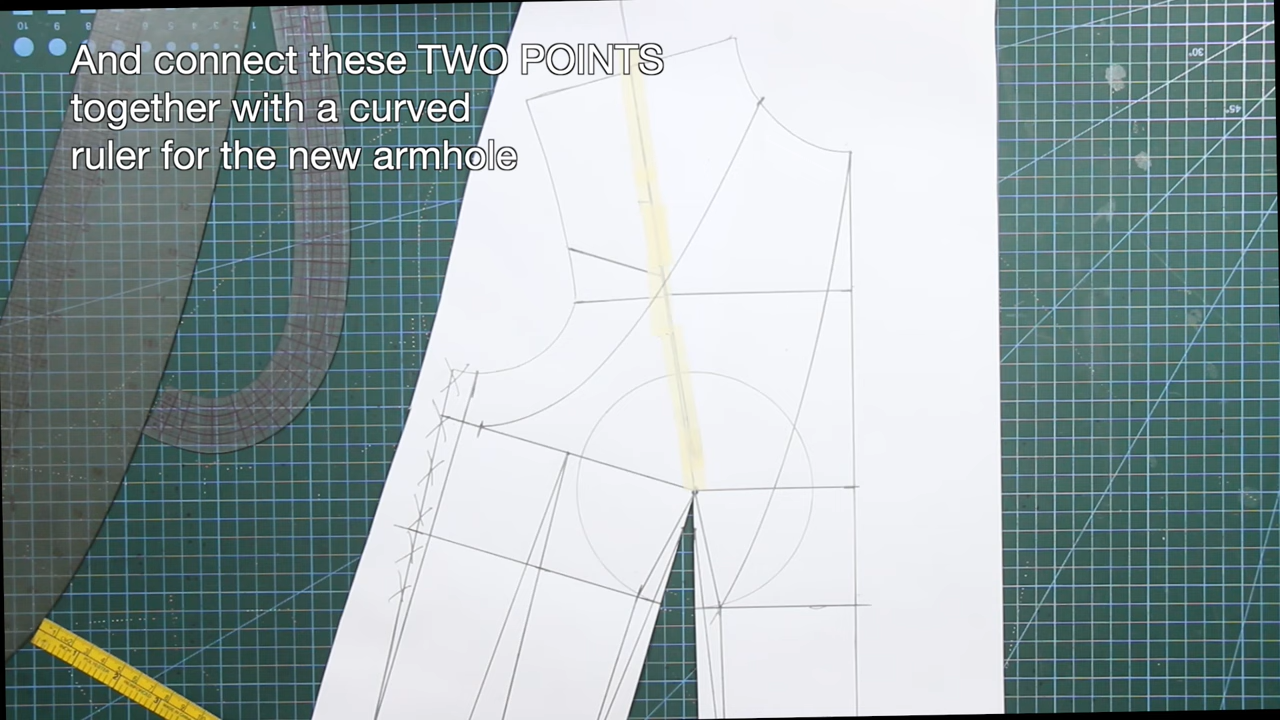 And connect these TWO POINTS
together with a curved
ruler for the new armhole